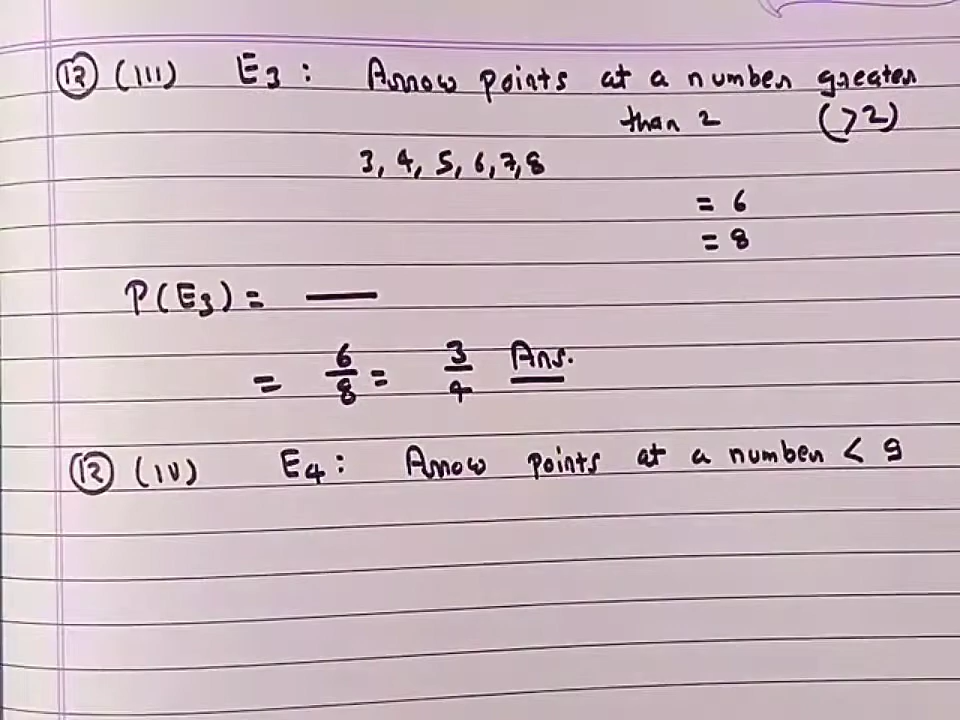 (12) (iii) E3 : Arrow points at a number greater
than 2 (>2)
3, 4, 5, 6, 7, 8
= 6
= 8
P(E3) = —
= 6/8 = 3/4 Ans.
(12) (iv) E4 : Arrow points at a number < 9